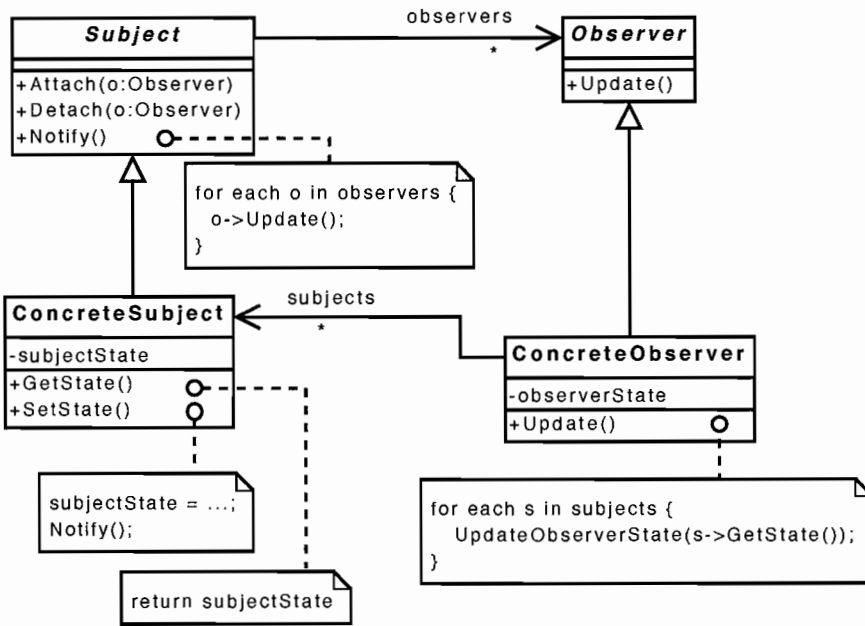 Subject
+Attach(o:Observer)
+Detach(o:Observer)
+Notify()
observers
*
Observer
+Update()
for each o in observers {
o->Update();
}
ConcreteSubject
-subjectState
+GetState()
+SetState()
subjects
*
ConcreteObserver
-observerState
+Update()
subjectState = ...;
Notify();
return subjectState
for each s in subjects {
UpdateObserverState(s->GetState());
}